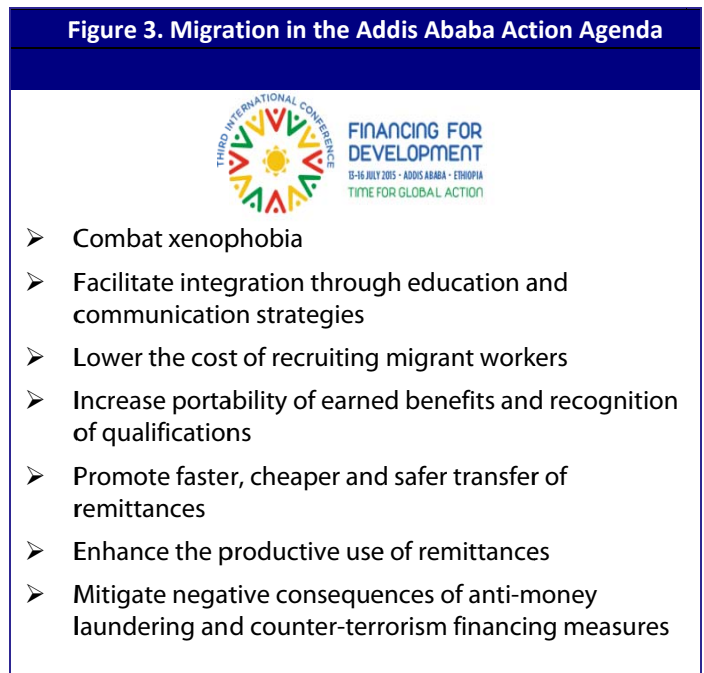 Figure 3. Migration in the Addis Ababa Action Agenda
THIRD INTERNATIONAL CONFERENCE
FINANCING FOR
DEVELOPMENT
13-16 JULY 2015 • ADDIS ABABA • ETHIOPIA
TIME FOR GLOBAL ACTION
➢ Combat xenophobia
➢ Facilitate integration through education and
communication strategies
➢ Lower the cost of recruiting migrant workers
➢ Increase portability of earned benefits and recognition
of qualifications
➢ Promote faster, cheaper and safer transfer of
remittances
➢ Enhance the productive use of remittances
➢ Mitigate negative consequences of anti-money
laundering and counter-terrorism financing measures